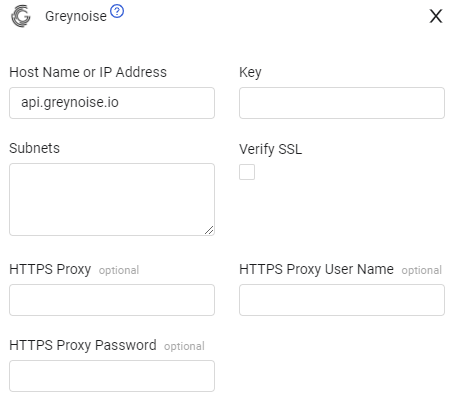 Greynoise ?
X
Host Name or IP Address
Key
api.greynoise.io
Subnets
Verify SSL
HTTPS Proxy optional
HTTPS Proxy User Name optional
HTTPS Proxy Password optional